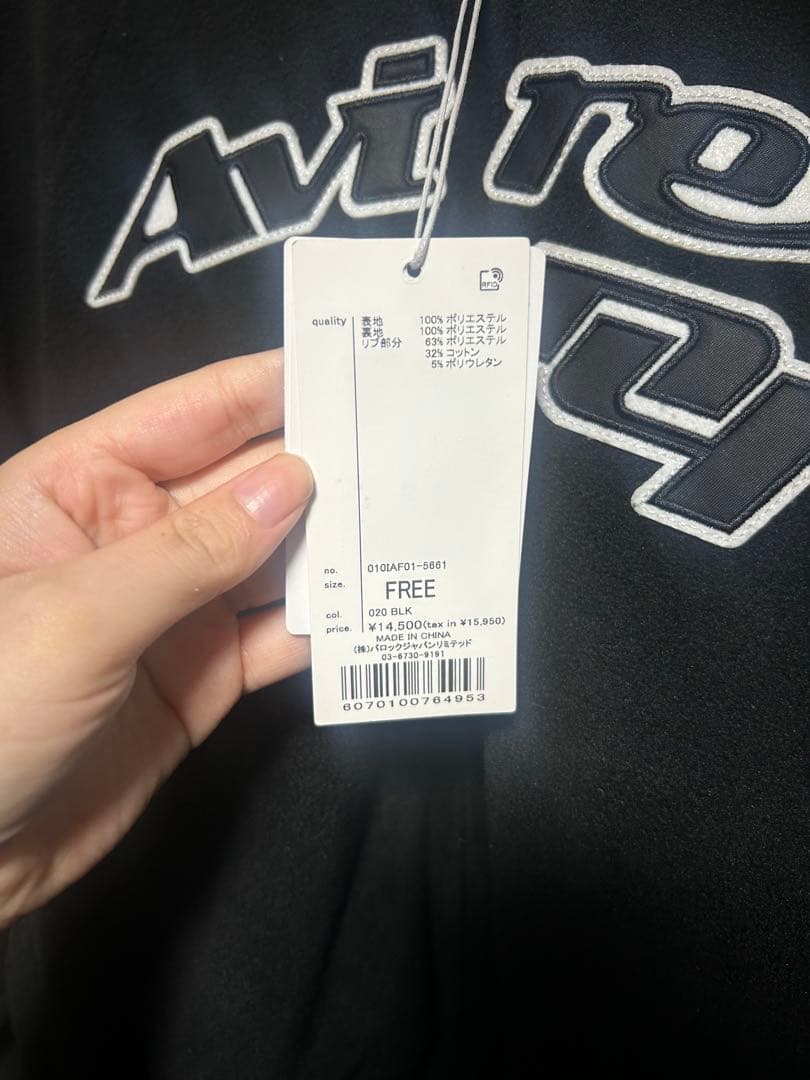 Avire
RFID
quality 表地 100% ポリエステル
裏地 100% ポリエステル
リブ部分 63% ポリエステル
32% コットン
5% ポリウレタン
no. 010IAF01-5661
size. FREE
col. 020 BLK
price. ¥14,500(tax in ¥15,950)
MADE IN CHINA
(株)バロックジャパンリミテッド
03-6730-9191
6070100764953